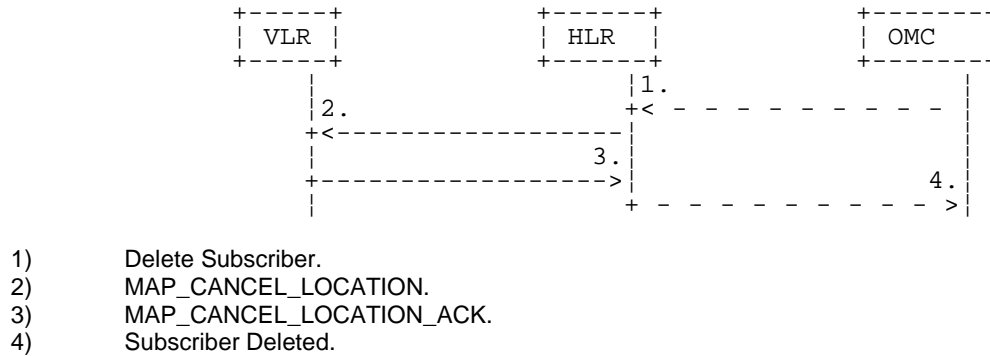 +-----+ +------+ +--------
¦ VLR ¦ ¦ HLR ¦ ¦ OMC
+-----+ +------+ +--------
¦ ¦1. ¦
¦2. +< - - - - - - - - - - ¦
+<------------------¦ ¦
¦ 3.¦ ¦
+------------------>¦ 4.¦
¦ + - - - - - - - - - - >¦
1) Delete Subscriber.
2) MAP_CANCEL_LOCATION.
3) MAP_CANCEL_LOCATION_ACK.
4) Subscriber Deleted.